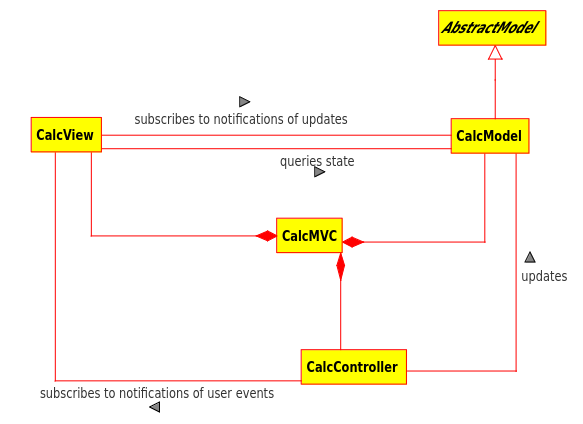 AbstractModel
subscribes to notifications of updates
CalcView
CalcModel
queries state
CalcMVC
updates
CalcController
subscribes to notifications of user events